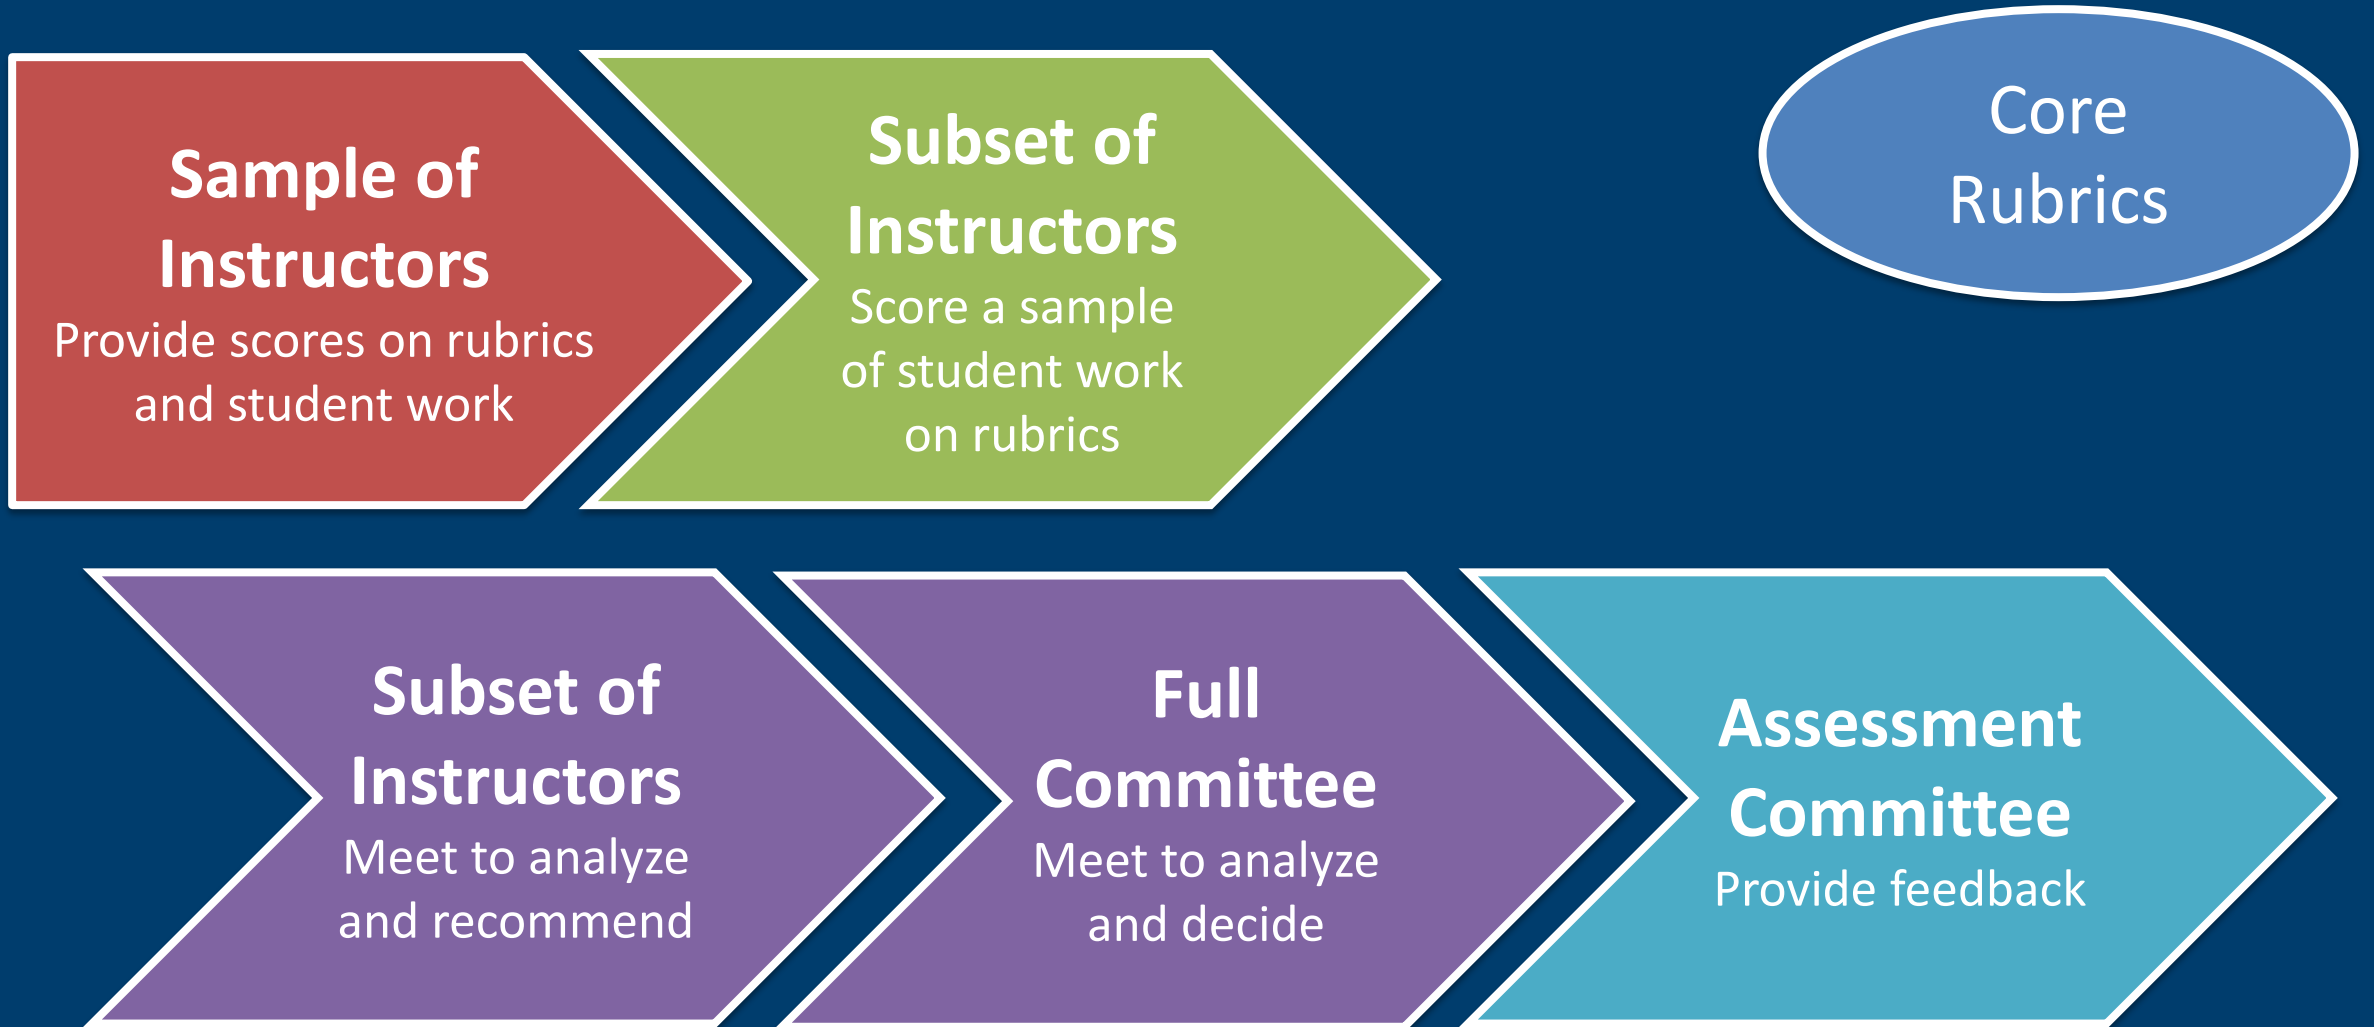 Sample of
Instructors
Provide scores on rubrics
and student work
Subset of
Instructors
Score a sample
of student work
on rubrics
Core
Rubrics
Subset of
Instructors
Meet to analyze
and recommend
Full
Committee
Meet to analyze
and decide
Assessment
Committee
Provide feedback